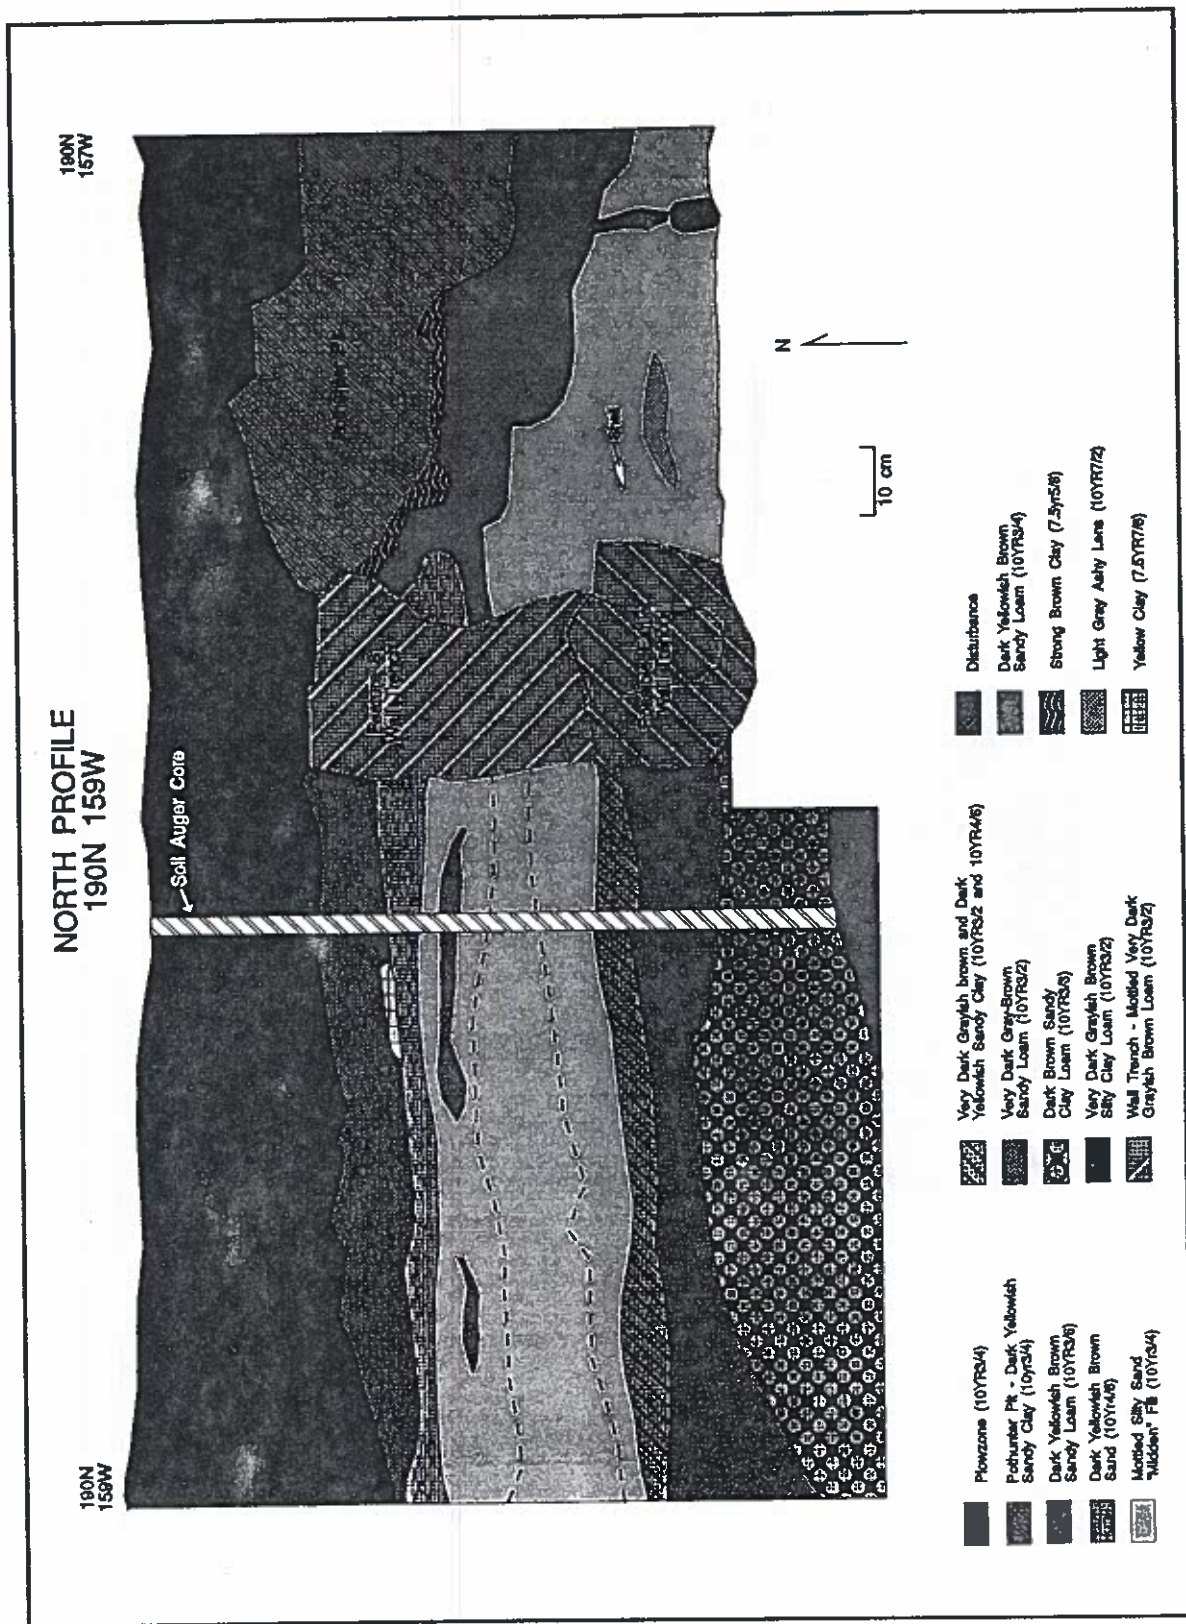 NORTH PROFILE
190N 159W
190N
159W
190N
157W
Soil Auger Core
N
10 cm
Plowzone (10YR3/4)
Pothunter Pit - Dark Yellowish
Sandy Clay (10yr3/4)
Dark Yellowish Brown
Sandy Loam (10YR3/6)
Dark Yellowish Brown
Sand (10Yr4/6)
Mottled Silty Sand
"Midden" Fill (10Yr3/4)
Very Dark Grayish brown and Dark
Yellowish Sandy Clay (10YR3/2 and 10YR4/6)
Very Dark Gray-Brown
Sandy Loam (10YR3/2)
Dark Brown Sandy
Clay Loam (10YR3/3)
Very Dark Grayish Brown
Silty Clay Loam (10YR3/2)
Wall Trench - Mottled Very Dark
Grayish Brown Loam (10YR3/2)
Disturbance
Dark Yellowish Brown
Sandy Loam (10YR3/4)
Strong Brown Clay (7.5yr5/6)
Light Gray Ashy Lens (10YR7/2)
Yellow Clay (7.5YR7/6)